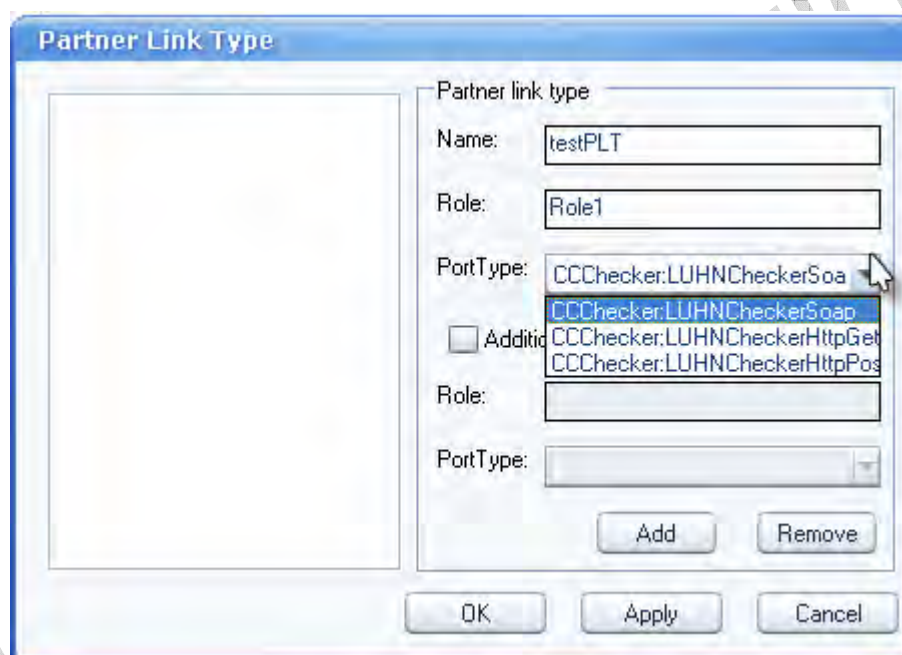 Partner Link Type
Partner link type
Name: testPLT
Role: Role1
PortType: CCChecker:LUHNCheckerSoa
CCChecker:LUHNCheckerSoap
CCChecker:LUHNCheckerHttpGet
CCChecker:LUHNCheckerHttpPos
Role:
PortType:
Add Remove
OK Apply Cancel